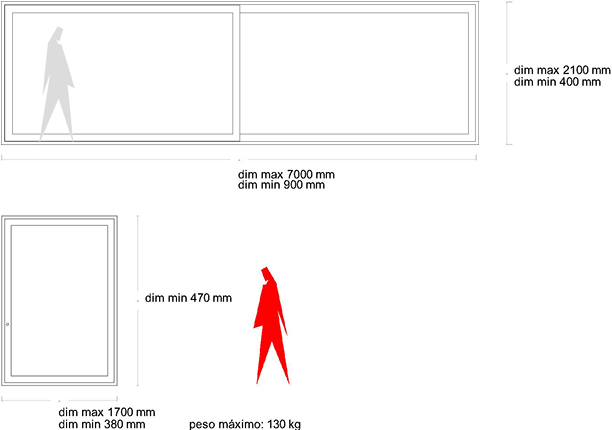 dim max 2100 mm
dim min 400 mm
dim max 7000 mm
dim min 900 mm
dim min 470 mm
dim max 1700 mm
dim min 380 mm
peso máximo: 130 kg